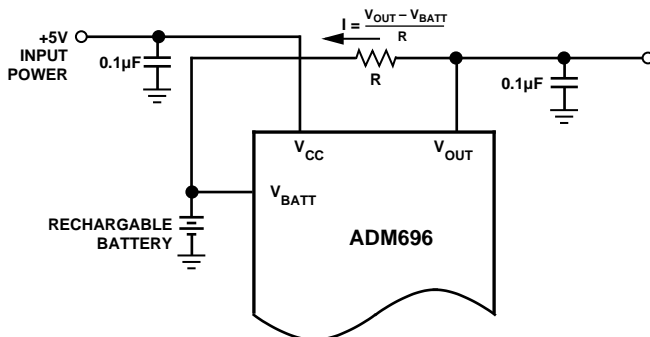 I = VOUT – VBATT
R
+5V
INPUT
POWER
0.1µF
R
0.1µF
VCC
VOUT
VBATT
RECHARGABLE
BATTERY
ADM696